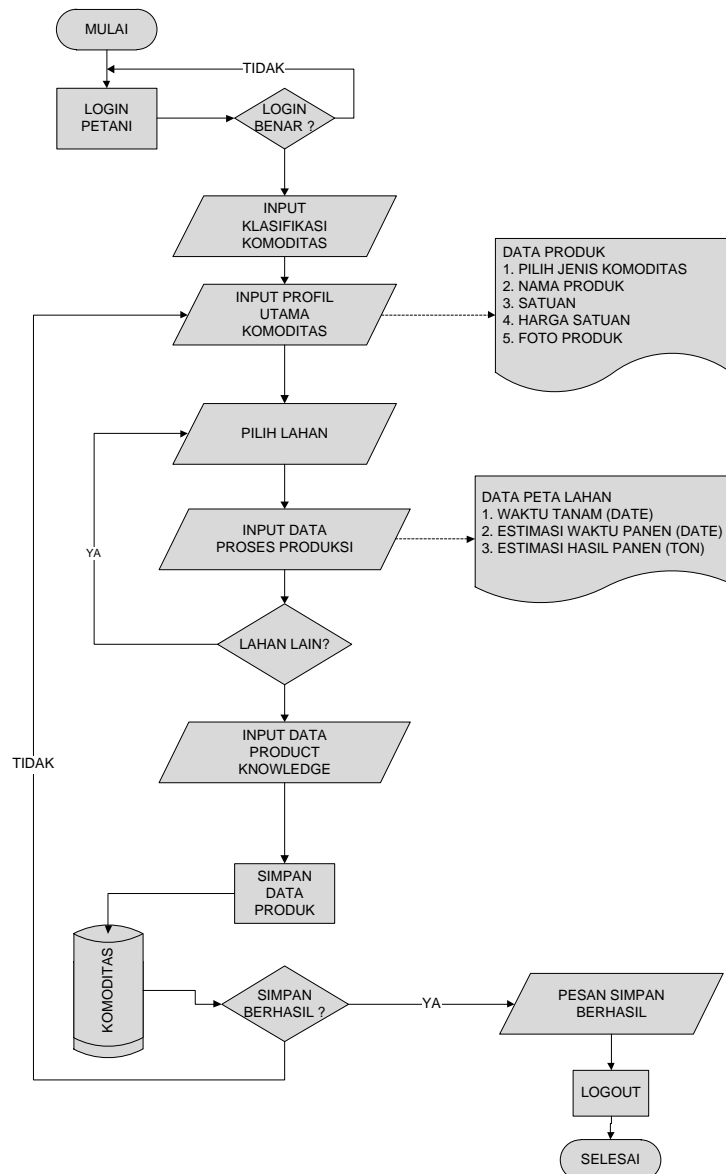 MULAI
TIDAK
LOGIN
PETANI
LOGIN
BENAR ?
INPUT
KLASIFIKASI
KOMODITAS
INPUT PROFIL
UTAMA
KOMODITAS
DATA PRODUK
1. PILIH JENIS KOMODITAS
2. NAMA PRODUK
3. SATUAN
4. HARGA SATUAN
5. FOTO PRODUK
PILIH LAHAN
YA
INPUT DATA
PROSES PRODUKSI
DATA PETA LAHAN
1. WAKTU TANAM (DATE)
2. ESTIMASI WAKTU PANEN (DATE)
3. ESTIMASI HASIL PANEN (TON)
LAHAN LAIN?
INPUT DATA
PRODUCT
KNOWLEDGE
TIDAK
SIMPAN
DATA
PRODUK
KOMODITAS
SIMPAN
BERHASIL ?
YA
PESAN SIMPAN
BERHASIL
LOGOUT
SELESAI